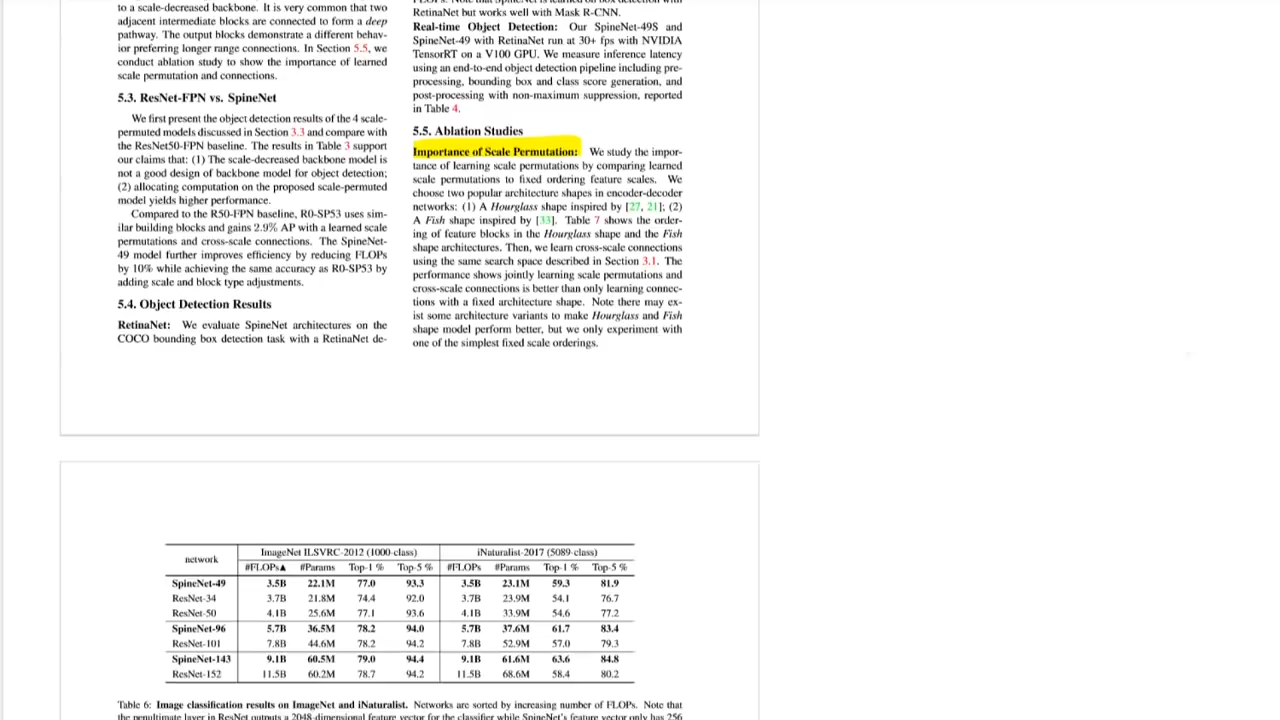 to a scale-decreased backbone. It is very common that two
adjacent intermediate blocks are connected to form a deep
pathway. The output blocks demonstrate a different behav-
ior preferring longer range connections. In Section 5.5, we
conduct ablation study to show the importance of learned
scale permutation and connections.
5.3. ResNet-FPN vs. SpineNet
We first present the object detection results of the 4 scale-
permuted models discussed in Section 3.3 and compare with
the ResNet50-FPN baseline. The results in Table 3 support
our claims that: (1) The scale-decreased backbone model is
not a good design of backbone model for object detection;
(2) allocating computation on the proposed scale-permuted
model yields higher performance.
Compared to the R50-FPN baseline, R0-SP53 uses sim-
ilar building blocks and gains 2.9% AP with a learned scale
permutations and cross-scale connections. The SpineNet-
49 model further improves efficiency by reducing FLOPs
by 10% while achieving the same accuracy as R0-SP53 by
adding scale and block type adjustments.
5.4. Object Detection Results
RetinaNet: We evaluate SpineNet architectures on the
COCO bounding box detection task with a RetinaNet de-
RetinaNet but works well with Mask R-CNN.
Real-time Object Detection: Our SpineNet-49S and
SpineNet-49 with RetinaNet run at 30+ fps with NVIDIA
TensorRT on a V100 GPU. We measure inference latency
using an end-to-end object detection pipeline including pre-
processing, bounding box and class score generation, and
post-processing with non-maximum suppression, reported
in Table 4.
5.5. Ablation Studies
Importance of Scale Permutation: We study the impor-
tance of learning scale permutations by comparing learned
scale permutations to fixed ordering feature scales. We
choose two popular architecture shapes in encoder-decoder
networks: (1) A Hourglass shape inspired by [27, 21]; (2)
A Fish shape inspired by [33]. Table 7 shows the order-
ing of feature blocks in the Hourglass shape and the Fish
shape architectures. Then, we learn cross-scale connections
using the same search space described in Section 3.1. The
performance shows jointly learning scale permutations and
cross-scale connections is better than only learning connec-
tions with a fixed architecture shape. Note there may ex-
ist some architecture variants to make Hourglass and Fish
shape model perform better, but we only experiment with
one of the simplest fixed scale orderings.
network ImageNet ILSVRC-2012 (1000-class) iNaturalist-2017 (5089-class)
#FLOPs▲ #Params Top-1 % Top-5 % #FLOPs #Params Top-1 % Top-5 %
SpineNet-49 3.5B 22.1M 77.0 93.3 3.5B 23.1M 59.3 81.9
ResNet-34 3.7B 21.8M 74.4 92.0 3.7B 23.9M 54.1 76.7
ResNet-50 4.1B 25.6M 77.1 93.6 4.1B 33.9M 54.6 77.2
SpineNet-96 5.7B 36.5M 78.2 94.0 5.7B 37.6M 61.7 83.4
ResNet-101 7.8B 44.6M 78.2 94.2 7.8B 52.9M 57.0 79.3
SpineNet-143 9.1B 60.5M 79.0 94.4 9.1B 61.6M 63.6 84.8
ResNet-152 11.5B 60.2M 78.7 94.2 11.5B 68.6M 58.4 80.2
Table 6: Image classification results on ImageNet and iNaturalist. Networks are sorted by increasing number of FLOPs. Note that
the penultimate layer in ResNet outputs a 2048-dimensional feature vector for the classifier while SpineNet's feature vector only has 256